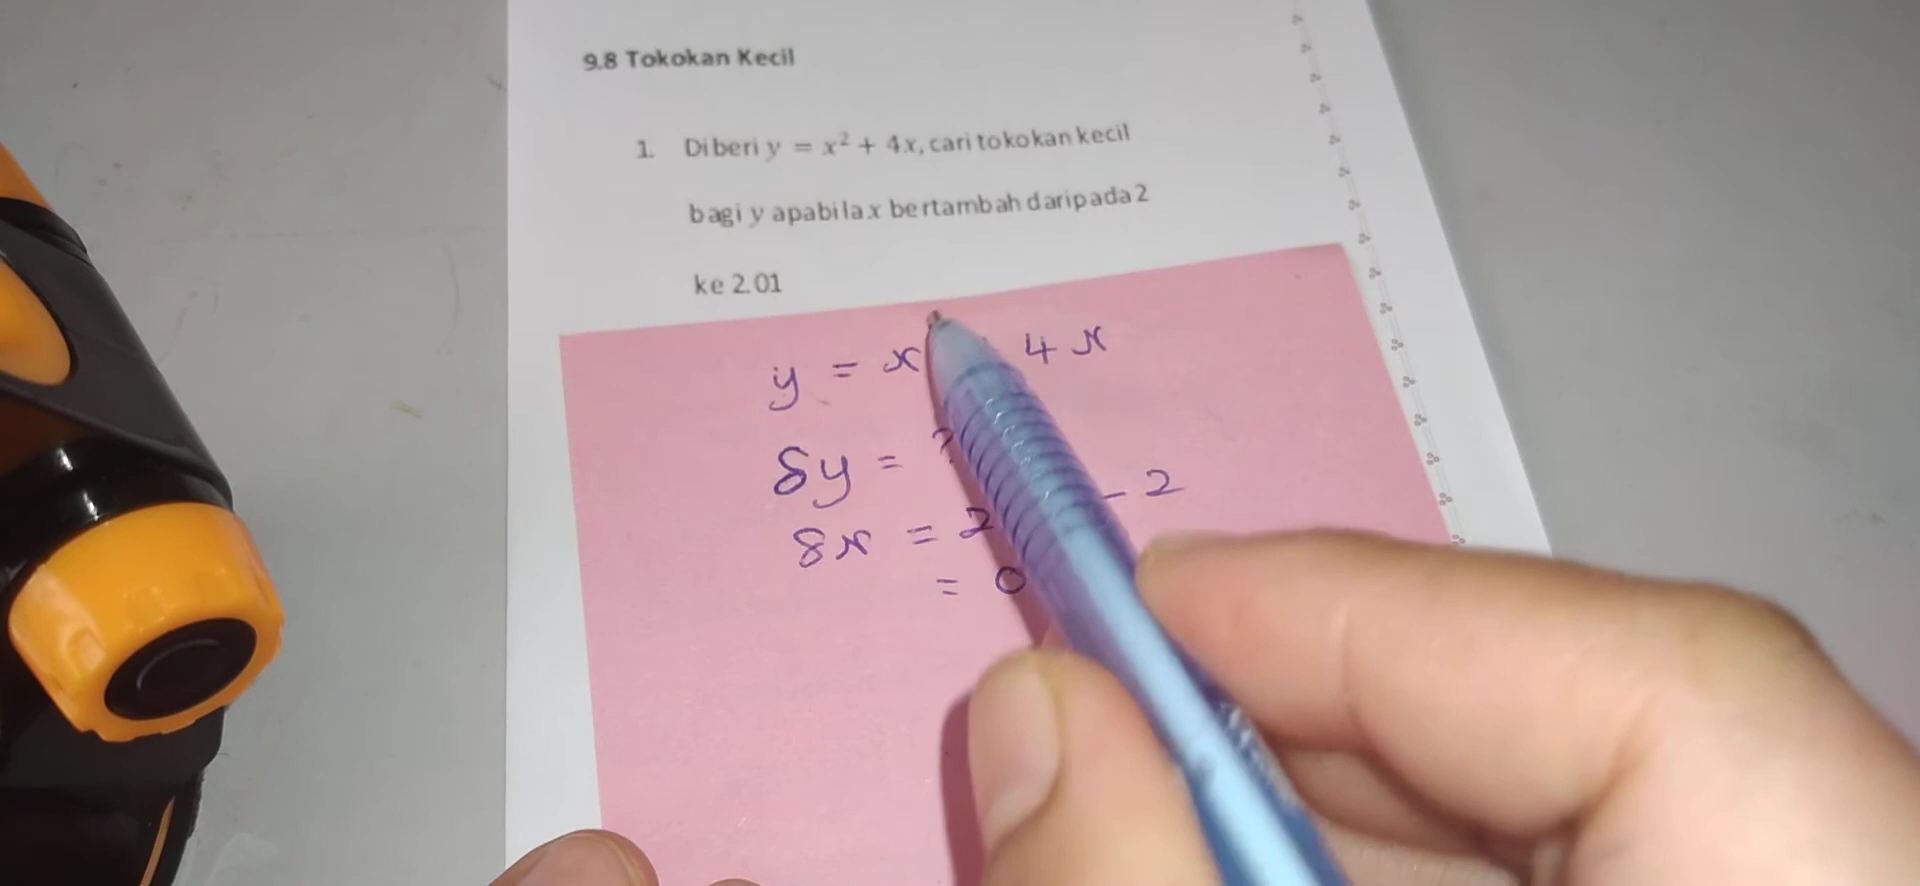 9.8 Tokokan Kecil
1. Diberi y = x² + 4x, cari tokokan kecil
bagi y apabila x bertambah daripada 2
ke 2.01
y = x 4x
δy = ?
δx = 2 - 2
= 0